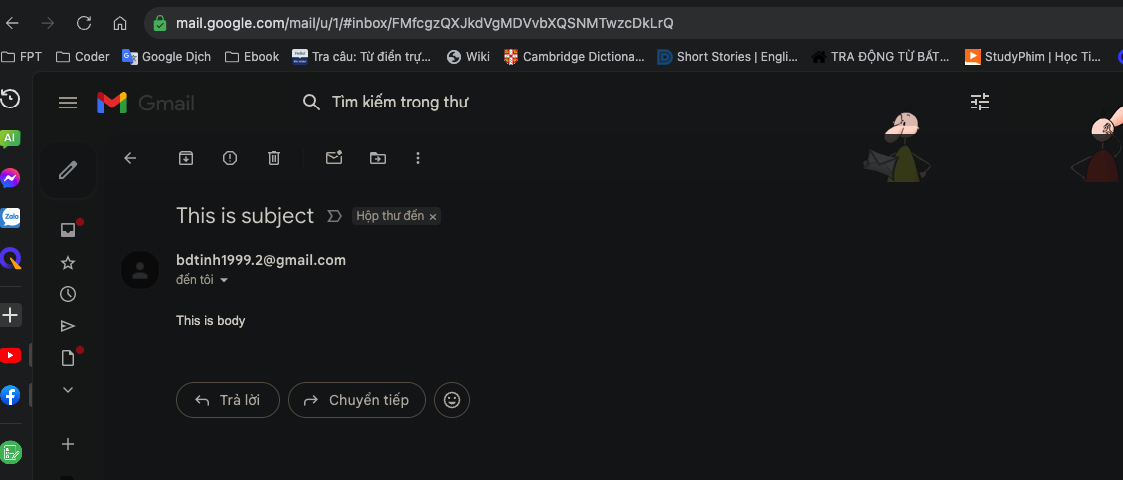 mail.google.com/mail/u/1/#inbox/FMfcgzQXJkdVgMDVvbXQSNMTwzcDkLrQ
FPT Coder Google Dịch Ebook Tra câu: Từ điển trự... Wiki Cambridge Dictiona... Short Stories | Engli... TRA ĐỘNG TỪ BẤT... StudyPhim | Học Ti...
Gmail Tìm kiếm trong thư
AI
Zalo
This is subject Hộp thư đến ×
bdtinh1999.2@gmail.com
đến tôi
This is body
Trả lời Chuyển tiếp